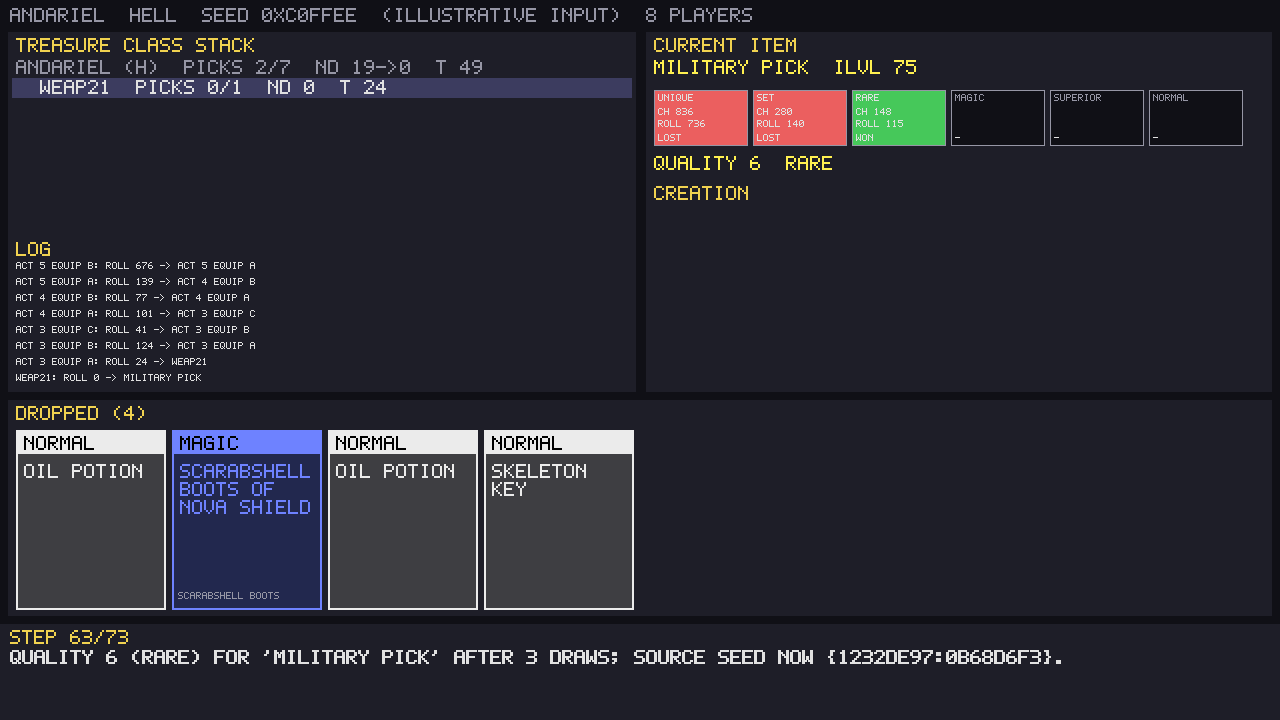 ANDARIEL HELL SEED 0XC0FFEE (ILLUSTRATIVE INPUT) 8 PLAYERS
TREASURE CLASS STACK
ANDARIEL (H) PICKS 2/7 ND 19->0 T 49
WEAP21 PICKS 0/1 ND 0 T 24
LOG
ACT 5 EQUIP B: ROLL 676 -> ACT 5 EQUIP A
ACT 5 EQUIP A: ROLL 139 -> ACT 4 EQUIP B
ACT 4 EQUIP B: ROLL 77 -> ACT 4 EQUIP A
ACT 4 EQUIP A: ROLL 101 -> ACT 3 EQUIP C
ACT 3 EQUIP C: ROLL 41 -> ACT 3 EQUIP B
ACT 3 EQUIP B: ROLL 124 -> ACT 3 EQUIP A
ACT 3 EQUIP A: ROLL 24 -> WEAP21
WEAP21: ROLL 0 -> MILITARY PICK
CURRENT ITEM
MILITARY PICK ILVL 75
UNIQUE
CH 836
ROLL 736
LOST
SET
CH 280
ROLL 140
LOST
RARE
CH 148
ROLL 115
WON
MAGIC
-
SUPERIOR
-
NORMAL
-
QUALITY 6 RARE
CREATION
DROPPED (4)
NORMAL
OIL POTION
MAGIC
SCARABSHELL
BOOTS OF
NOVA SHIELD
SCARABSHELL BOOTS
NORMAL
OIL POTION
NORMAL
SKELETON
KEY
STEP 63/73
QUALITY 6 (RARE) FOR 'MILITARY PICK' AFTER 3 DRAWS; SOURCE SEED NOW {1232DE97:0B68D6F3}.